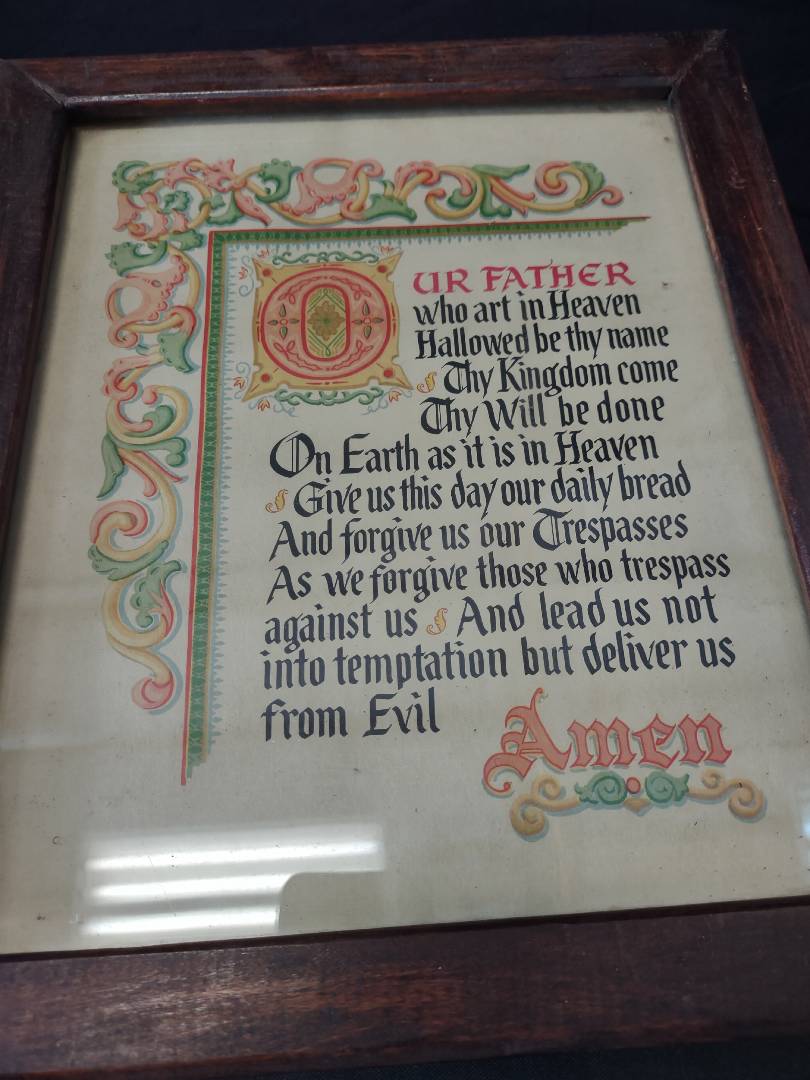 OUR FATHER
who art in Heaven
Hallowed be thy name
Thy Kingdom come
Thy Will be done
On Earth as it is in Heaven
Give us this day our daily bread
And forgive us our Trespasses
As we forgive those who trespass
against us And lead us not
into temptation but deliver us
from Evil
Amen